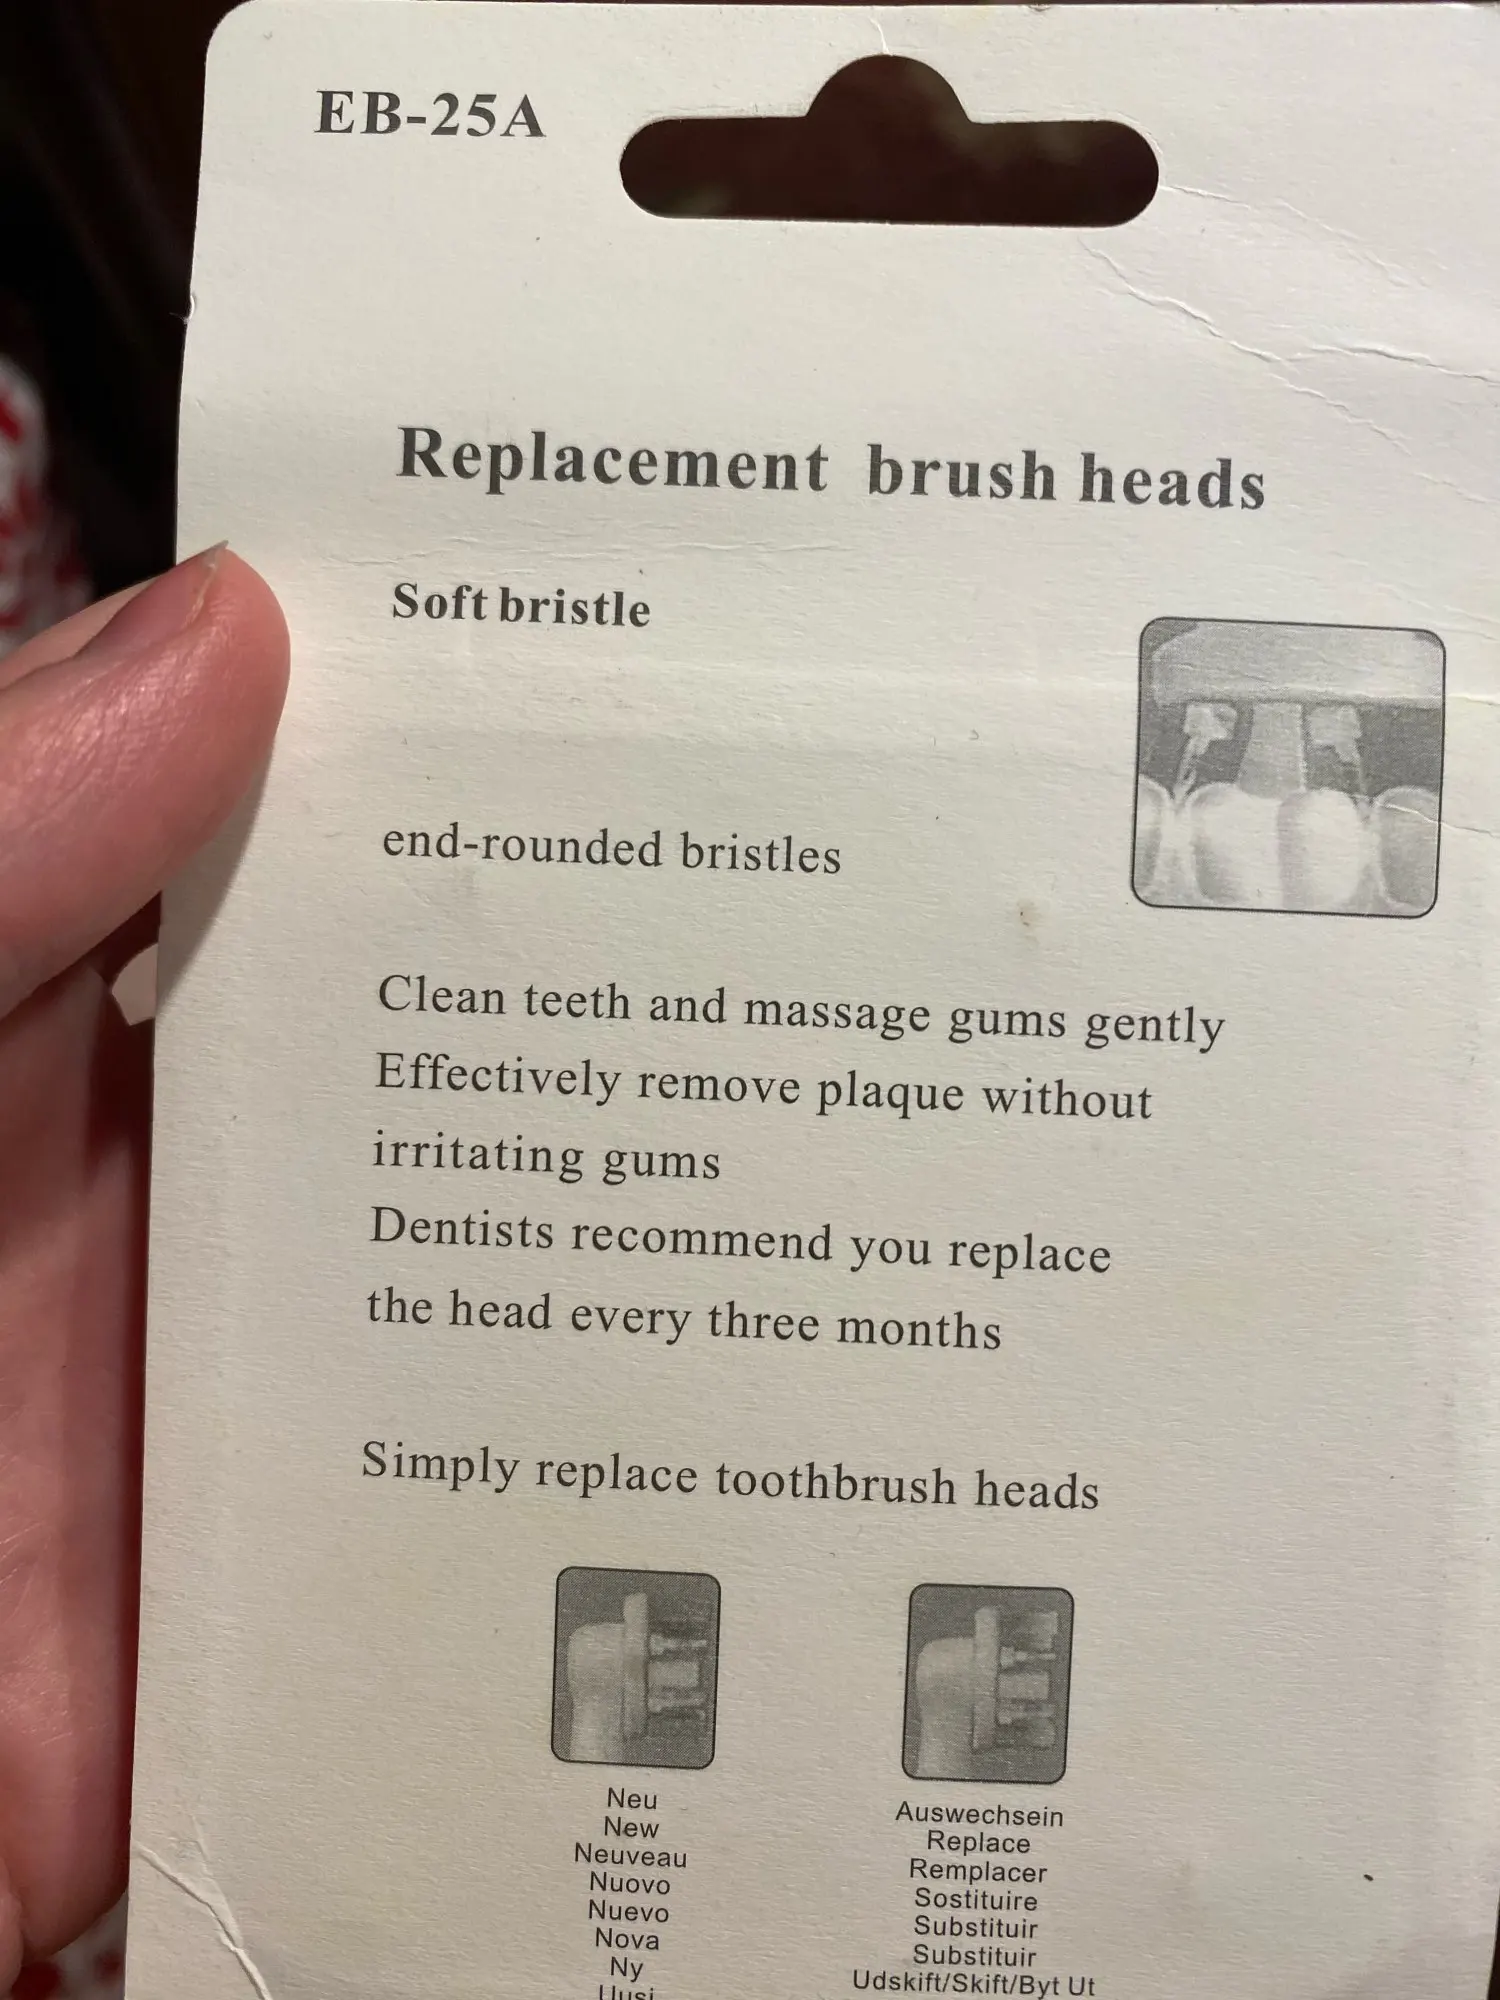 EB-25A
Replacement brush heads
Soft bristle
end-rounded bristles
Clean teeth and massage gums gently
Effectively remove plaque without
irritating gums
Dentists recommend you replace
the head every three months
Simply replace toothbrush heads
Neu
New
Neuveau
Nuovo
Nuevo
Nova
Ny
Uusi
Auswechsein
Replace
Remplacer
Sostituire
Substituir
Substituir
Udskift/Skift/Byt Ut